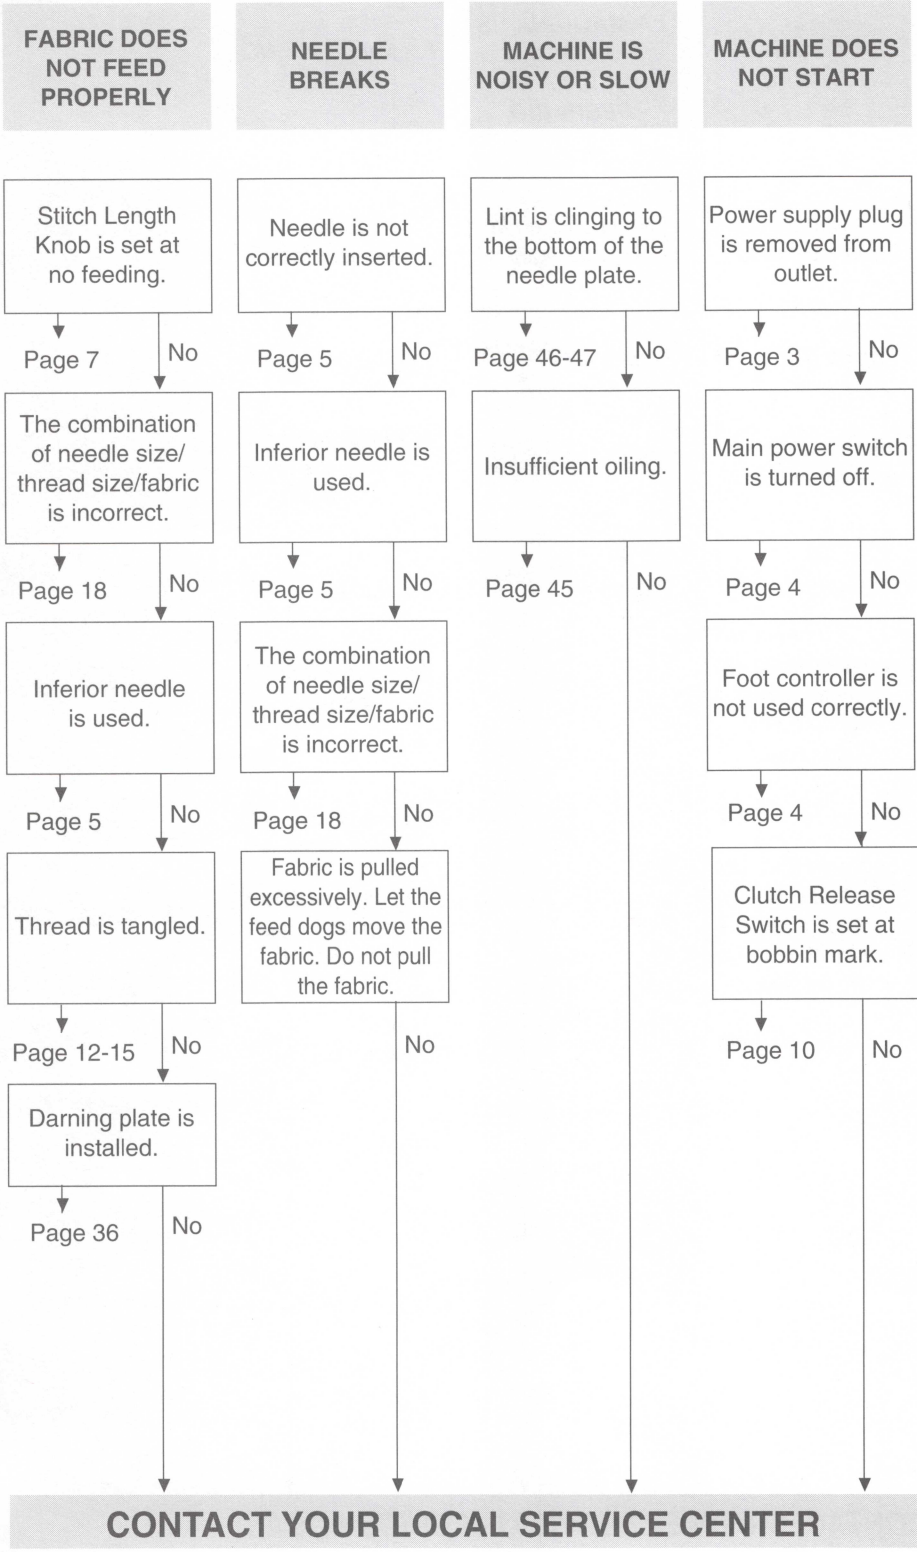 FABRIC DOES
NOT FEED
PROPERLY
Stitch Length
Knob is set at
no feeding.
Page 7
No
The combination
of needle size/
thread size/fabric
is incorrect.
Page 18
No
Inferior needle
is used.
Page 5
No
Thread is tangled.
Page 12-15
No
Darning plate is
installed.
Page 36
No
NEEDLE
BREAKS
Needle is not
correctly inserted.
Page 5
No
Inferior needle is
used.
Page 5
No
The combination
of needle size/
thread size/fabric
is incorrect.
Page 18
No
Fabric is pulled
excessively. Let the
feed dogs move the
fabric. Do not pull
the fabric.
No
MACHINE IS
NOISY OR SLOW
Lint is clinging to
the bottom of the
needle plate.
Page 46-47
No
Insufficient oiling.
Page 45
No
MACHINE DOES
NOT START
Power supply plug
is removed from
outlet.
Page 3
No
Main power switch
is turned off.
Page 4
No
Foot controller is
not used correctly.
Page 4
No
Clutch Release
Switch is set at
bobbin mark.
Page 10
No
CONTACT YOUR LOCAL SERVICE CENTER